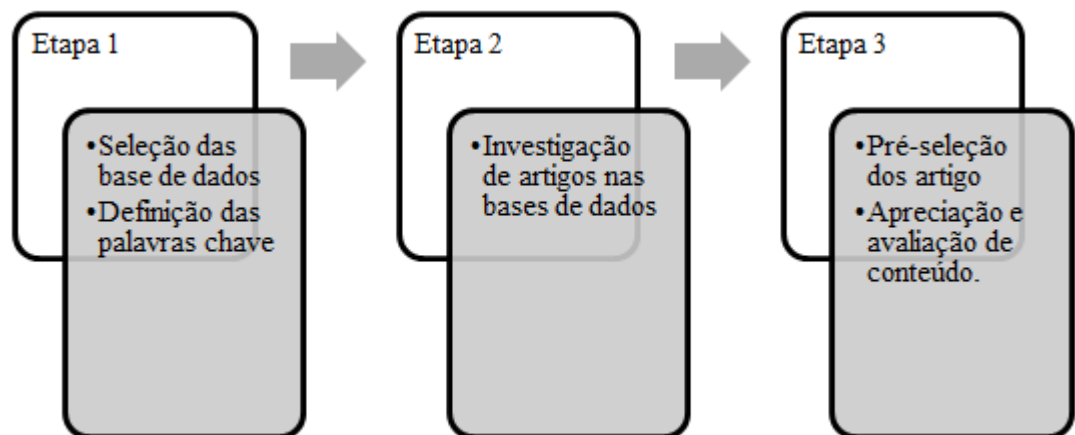 Etapa 1
•Seleção das
base de dados
•Definição das
palavras chave
Etapa 2
•Investigação
de artigos nas
bases de dados
Etapa 3
•Pré-seleção
dos artigo
•Apreciação e
avaliação de
conteúdo.